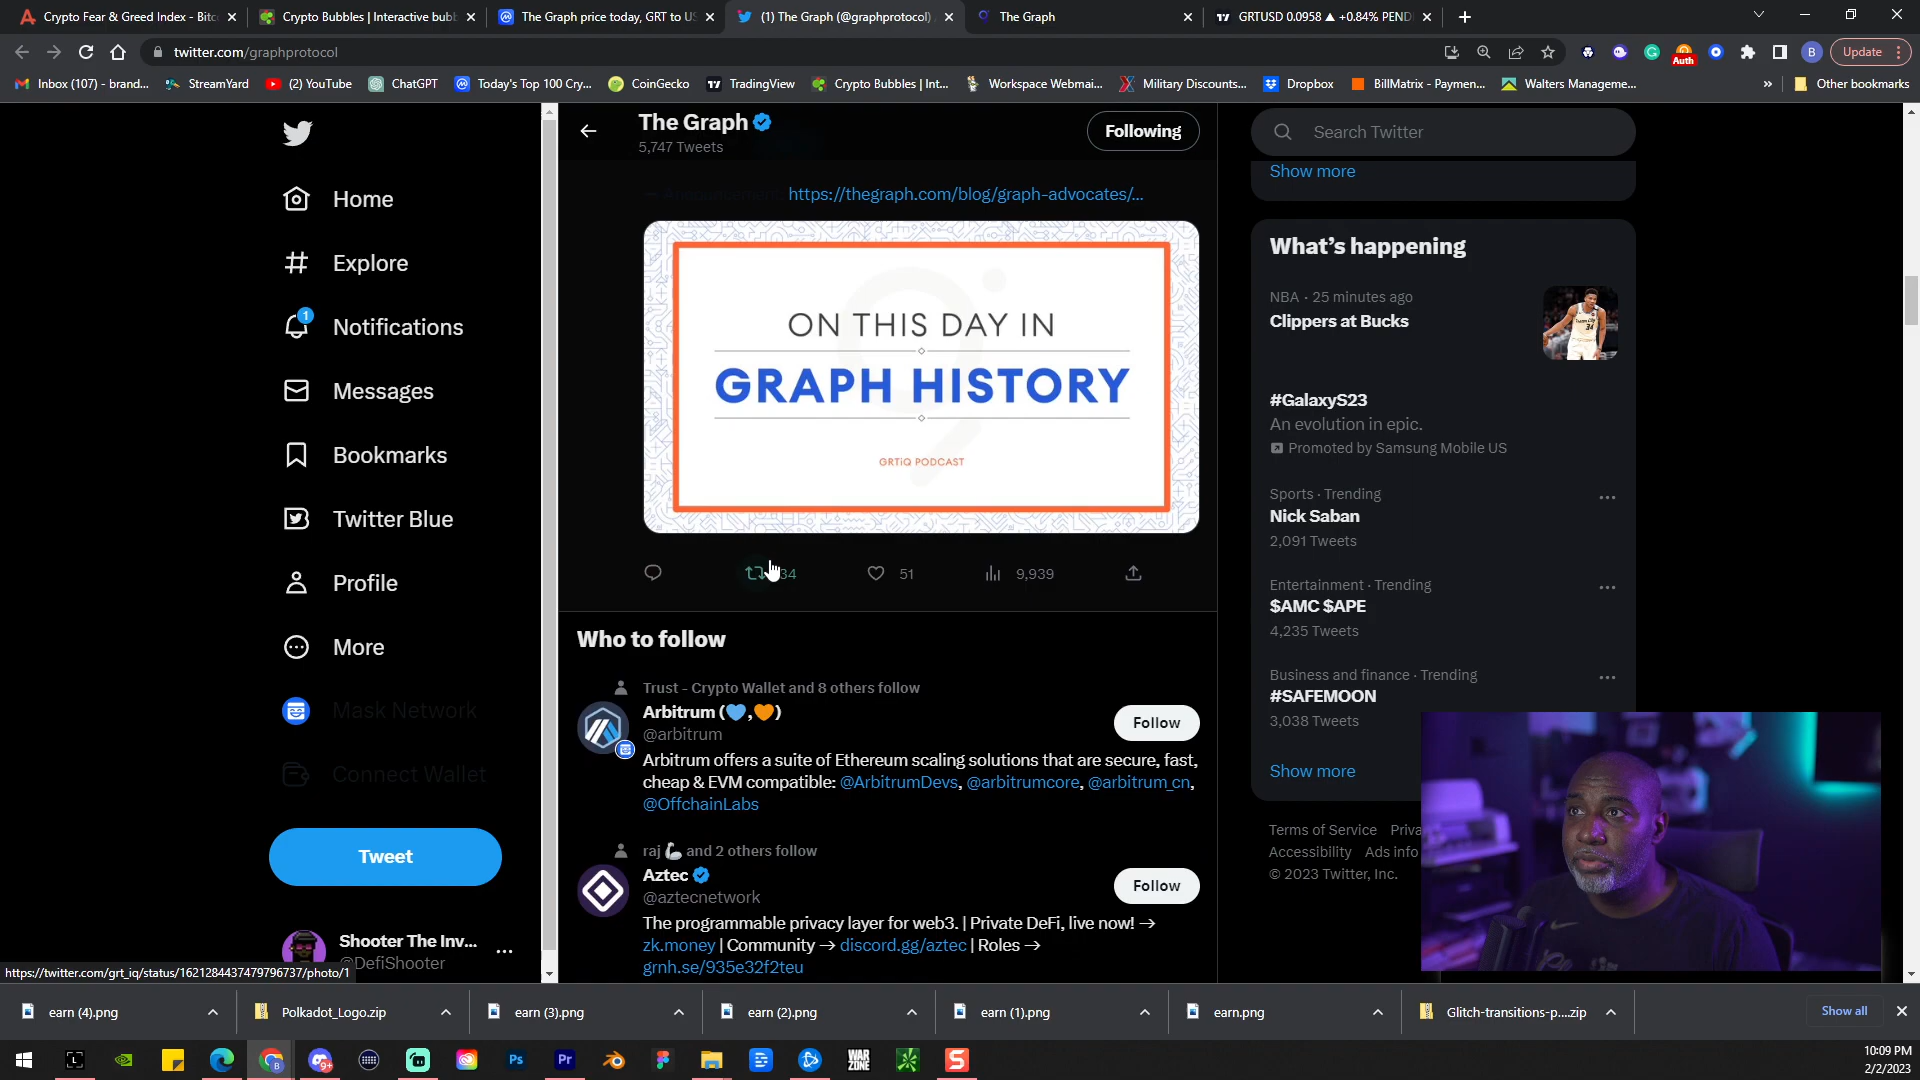 Crypto Fear & Greed Index - Bitc
Crypto Bubbles | Interactive bubb
The Graph price today, GRT to US
(1) The Graph (@graphprotocol)
The Graph
GRTUSD 0.0958 ▲ +0.84% PEND
twitter.com/graphprotocol
Auth
B
Update
Inbox (107) - brand...
StreamYard
(2) YouTube
ChatGPT
Today's Top 100 Cry...
CoinGecko
TradingView
Crypto Bubbles | Int...
Workspace Webmai...
Military Discounts...
Dropbox
BillMatrix - Paymen...
Walters Manageme...
»
Other bookmarks
Home
Explore
1
Notifications
Messages
Bookmarks
Twitter Blue
Profile
More
Mask Network
Connect Wallet
Tweet
Shooter The Inv...
@DefiShooter
https://twitter.com/grt_iq/status/1621284437479796737/photo/1
The Graph
5,747 Tweets
Following
https://thegraph.com/blog/graph-advocates/...
ON THIS DAY IN
GRAPH HISTORY
GRTiQ PODCAST
34
51
9,939
Who to follow
Trust - Crypto Wallet and 8 others follow
Arbitrum (💙,🧡)
@arbitrum
Follow
Arbitrum offers a suite of Ethereum scaling solutions that are secure, fast,
cheap & EVM compatible: @ArbitrumDevs, @arbitrumcore, @arbitrum_cn,
@OffchainLabs
raj🦾 and 2 others follow
Aztec
@aztecnetwork
Follow
The programmable privacy layer for web3. | Private DeFi, live now! →
zk.money | Community → discord.gg/aztec | Roles →
grnh.se/935e32f2teu
Search Twitter
Show more
What's happening
NBA · 25 minutes ago
Clippers at Bucks
#GalaxyS23
An evolution in epic.
Promoted by Samsung Mobile US
Sports · Trending
Nick Saban
2,091 Tweets
Entertainment · Trending
$AMC $APE
4,235 Tweets
Business and finance · Trending
#SAFEMOON
3,038 Tweets
Show more
Terms of Service Priva
Accessibility Ads info
© 2023 Twitter, Inc.
earn (4).png
Polkadot_Logo.zip
earn (3).png
earn (2).png
earn (1).png
earn.png
Glitch-transitions-p....zip
Show all
L
B
9+
Ps
Pr
WAR
ZONE
S
10:09 PM
2/2/2023